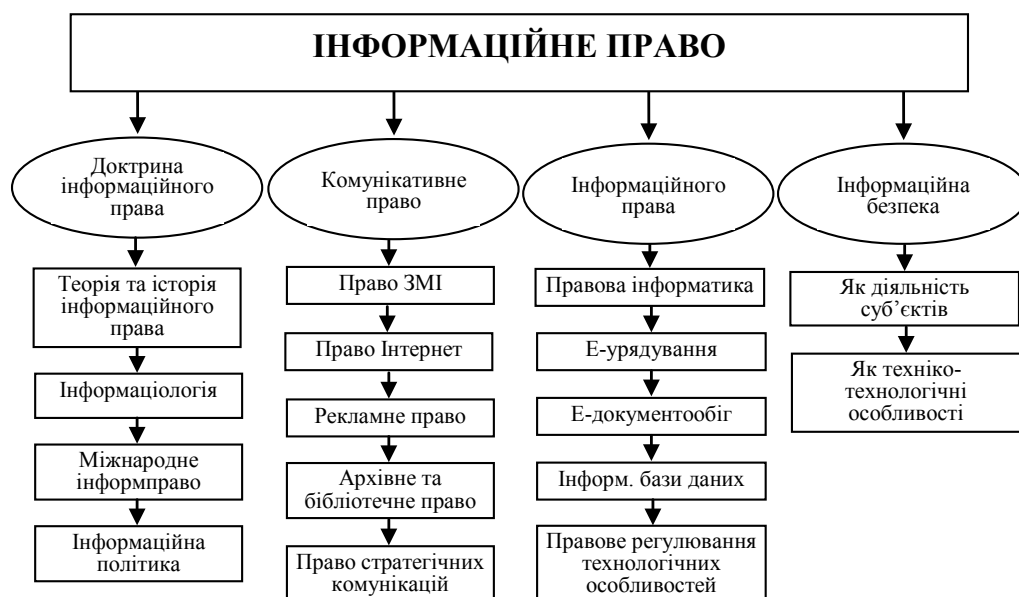 ІНФОРМАЦІЙНЕ ПРАВО
Доктрина
інформаційного
права
Теорія та історія
інформаційного
права
Інформаціологія
Міжнародне
інформправо
Інформаційна
політика
Комунікативне
право
Право ЗМІ
Право Інтернет
Рекламне право
Архівне та
бібліотечне право
Право стратегічних
комунікацій
Інформаційного
права
Правова інформатика
Е-урядування
Е-документообіг
Інформ. бази даних
Правове регулювання
технологічних
особливостей
Інформаційна
безпека
Як діяльність
суб’єктів
Як техніко-
технологічні
особливості